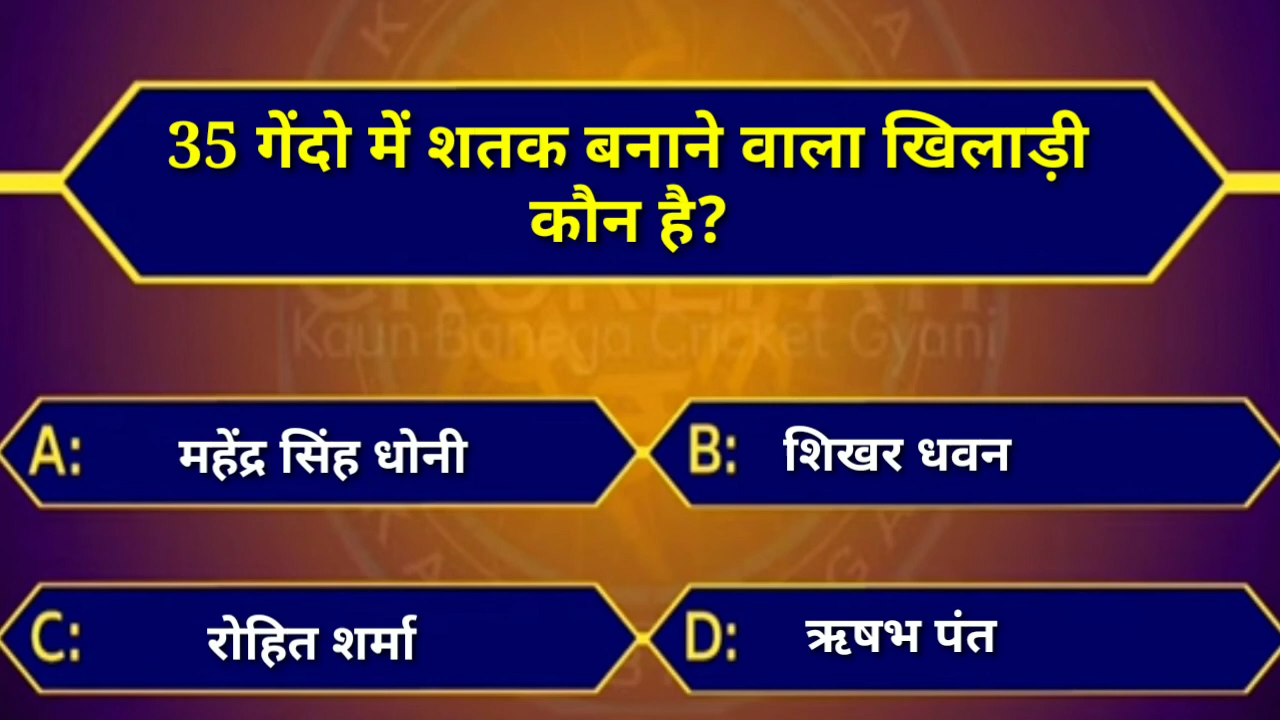 35 गेंदो में शतक बनाने वाला खिलाड़ी
कौन है?
Kaun Banega Cricket Gyani
A: महेंद्र सिंह धोनी
B: शिखर धवन
C: रोहित शर्मा
D: ऋषभ पंत